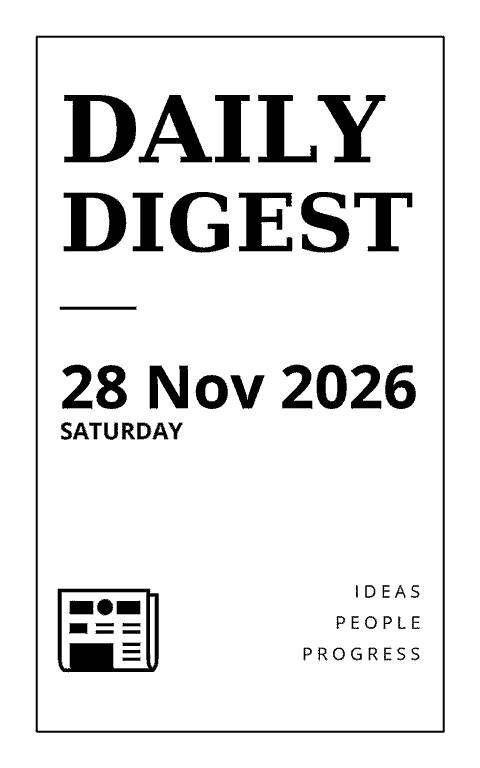 DAILY
DIGEST
28 Nov 2026
SATURDAY
IDEAS
PEOPLE
PROGRESS